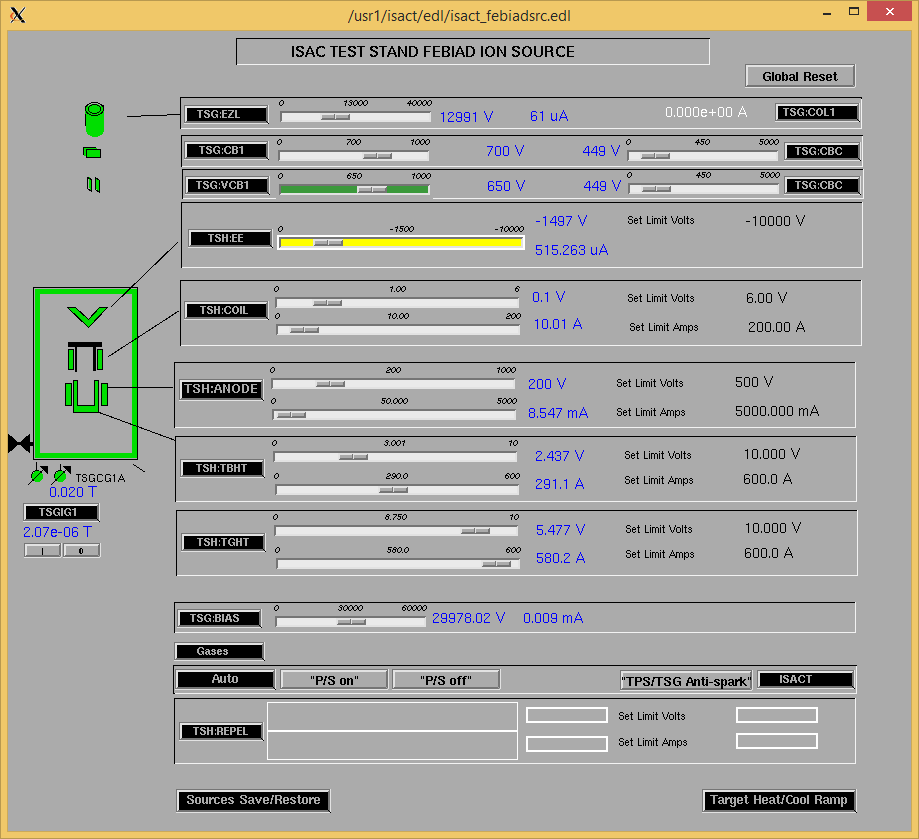 /usr1/isact/edl/isact_febiadsrc.edl
ISAC TEST STAND FEBIAD ION SOURCE
Global Reset
TSG:EZL 0 13000 40000 12991 V 61 uA 0.000e+00 A TSG:COL1
TSG:CB1 0 700 1000 700 V 449 V 0 450 5000 TSG:CBC
TSG:VCB1 0 650 1000 650 V 449 V 0 450 5000 TSG:CBC
TSH:EE 0 -1500 -10000 -1497 V Set Limit Volts -10000 V
515.263 uA
TSH:COIL 0 1.00 6 0.1 V Set Limit Volts 6.00 V
0 10.00 200 10.01 A Set Limit Amps 200.00 A
TSH:ANODE 0 200 1000 200 V Set Limit Volts 500 V
0 50.000 5000 8.547 mA Set Limit Amps 5000.000 mA
TSH:TBHT 0 3.001 10 2.437 V Set Limit Volts 10.000 V
0 290.0 600 291.1 A Set Limit Amps 600.0 A
TSGCG1A
0.020 T
TSGIG1
2.07e-06 T
I 0
TSH:TGHT 0 6.750 10 5.477 V Set Limit Volts 10.000 V
0 580.0 600 580.2 A Set Limit Amps 600.0 A
TSG:BIAS 0 30000 60000 29978.02 V 0.009 mA
Gases
Auto "P/S on" "P/S off" "TPS/TSG Anti-spark" ISACT
TSH:REPEL Set Limit Volts
Set Limit Amps
Sources Save/Restore Target Heat/Cool Ramp